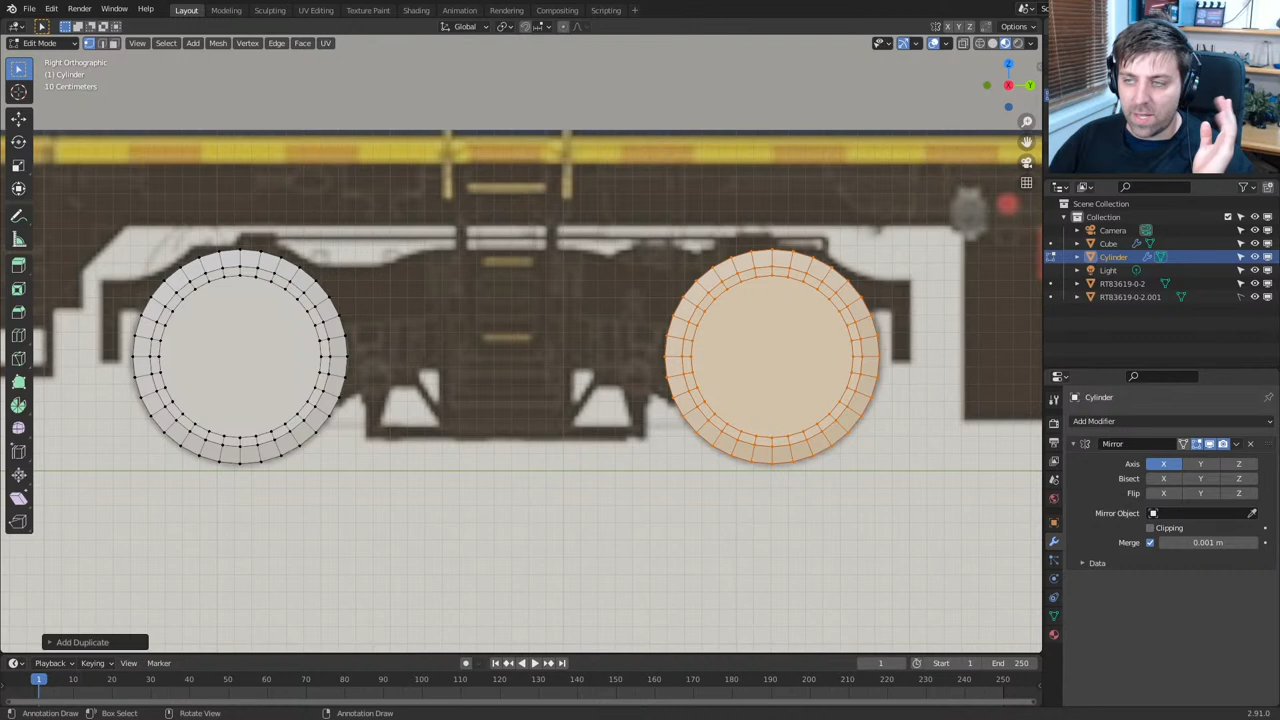 File Edit Render Window Help Layout Modeling Sculpting UV Editing Texture Paint Shading Animation Rendering Compositing Scripting +
Global X Y Z Options
Edit Mode View Select Add Mesh Vertex Edge Face UV
Right Orthographic
(1) Cylinder
10 Centimeters
Z
X Y
Scene Collection
Collection
Camera
Cube
Cylinder
Light
RT83619-0-2
RT83619-0-2.001
Cylinder
Add Modifier
Mirror
Axis X Y Z
Bisect X Y Z
Flip X Y Z
Mirror Object
Clipping
Merge 0.001 m
Data
Add Duplicate
Playback Keying View Marker 1 Start 1 End 250
1 10 20 30 40 50 60 70 80 90 100 110 120 130 140 150 160 170 180 190 200 210 220 230 240 250
Annotation Draw Box Select Rotate View Annotation Draw 2.91.0